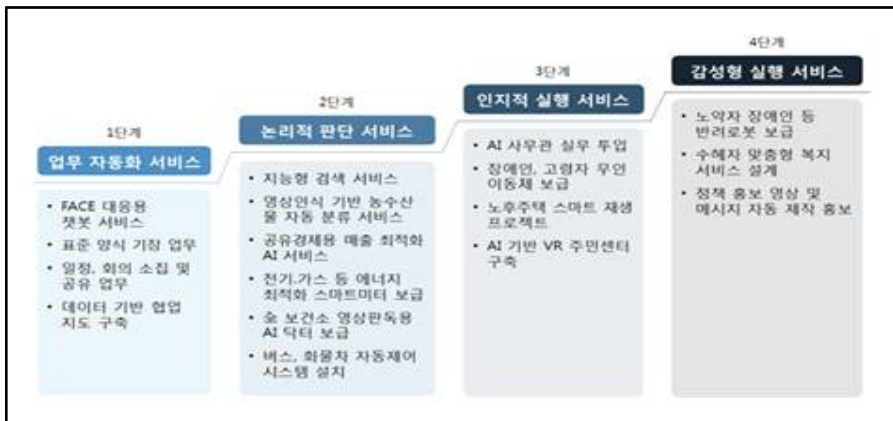 1단계
업무 자동화 서비스
• FACE 대응용
챗봇 서비스
• 표준 양식 기장 업무
• 일정, 회의 소집 및
공유 업무
• 데이터 기반 협업
지도 구축
2단계
논리적 판단 서비스
• 지능형 검색 서비스
• 영상인식 기반 농수산
물 자동 분류 서비스
• 공유경제용 매출 최적화
AI 서비스
• 전기.가스 등 에너지
최적화 스마트미터 보급
• 全 보건소 영상판독용
AI 닥터 보급
• 버스, 화물차 자동제어
시스템 설치
3단계
인지적 실행 서비스
• AI 사무관 실무 투입
• 장애인, 고령자 무인
이동체 보급
• 노후주택 스마트 재생
프로젝트
• AI 기반 VR 주민센터
구축
4단계
감성형 실행 서비스
• 노약자 장애인 등
반려로봇 보급
• 수혜자 맞춤형 복지
서비스 설계
• 정책 홍보 영상 및
메시지 자동 제작 홍보